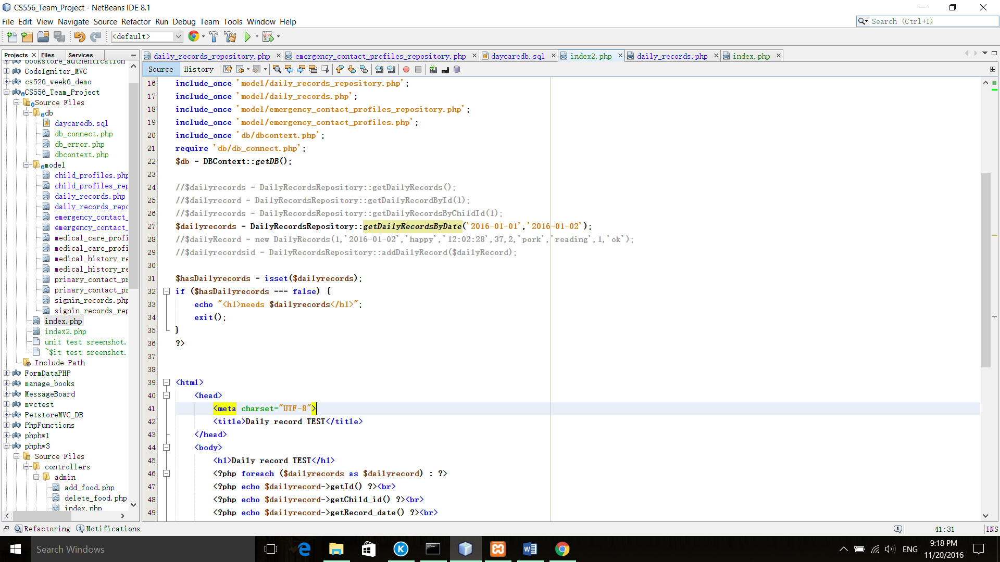 CS556_Team_Project - NetBeans IDE 8.1
File Edit View Navigate Source Refactor Run Debug Team Tools Window Help
Search (Ctrl+I)
<default>
Projects Files Services
daily_records_repository.php emergency_contact_profiles_repository.php daycaredb.sql index2.php daily_records.php index.php
Source History
bookstore_authentication
CodeIgniter_MVC
cs526_week6_demo
CS556_Team_Project
Source Files
db
daycaredb.sql
db_connect.php
db_error.php
dbcontext.php
model
child_profiles.php
child_profiles_rep
daily_records.php
daily_records_repo
emergency_contact_
emergency_contact_
medical_care_profi
medical_care_profi
medical_history_re
medical_history_re
primary_contact_pr
primary_contact_pr
signin_records.php
signin_records_rep
index.php
index2.php
unit test sreenshot.
~$it test sreenshot.
Include Path
FormDataPHP
manage_books
MessageBoard
mvctest
PetstoreMVC_DB
PhpFunctions
phphw1
phphw3
Source Files
controllers
admin
add_food.php
delete_food.php
index.php
16 include_once 'model/daily_records_repository.php';
17 include_once 'model/daily_records.php';
18 include_once 'model/emergency_contact_profiles_repository.php';
19 include_once 'model/emergency_contact_profiles.php';
20 include_once 'db/dbcontext.php';
21 require 'db/db_connect.php';
22 $db = DBContext::getDB();
23
24 //$dailyrecords = DailyRecordsRepository::getDailyRecords();
25 //$dailyrecord = DailyRecordsRepository::getDailyRecordById(1);
26 //$dailyrecords = DailyRecordsRepository::getDailyRecordsByChildId(1);
27 $dailyrecords = DailyRecordsRepository::getDailyRecordsByDate('2016-01-01','2016-01-02');
28 //$dailyRecord = new DailyRecords(1,'2016-01-02','happy','12:02:28',37,2,'pork','reading',1,'ok');
29 //$dailyrecordsid = DailyRecordsRepository::addDailyRecord($dailyRecord);
30
31 $hasDailyrecords = isset($dailyrecords);
32 if ($hasDailyrecords === false) {
33 echo "<h1>needs $dailyrecords</h1>";
34 exit();
35 }
36 ?>
37
38
39 <html>
40 <head>
41 <meta charset="UTF-8">
42 <title>Daily record TEST</title>
43 </head>
44 <body>
45 <h1>Daily record TEST</h1>
46 <?php foreach ($dailyrecords as $dailyrecord) : ?>
47 <?php echo $dailyrecord->getId() ?><br>
48 <?php echo $dailyrecord->getChild_id() ?><br>
49 <?php echo $dailyrecord->getRecord_date() ?><br>
Refactoring Notifications
41:31 INS
Search Windows
ENG
9:18 PM
11/20/2016